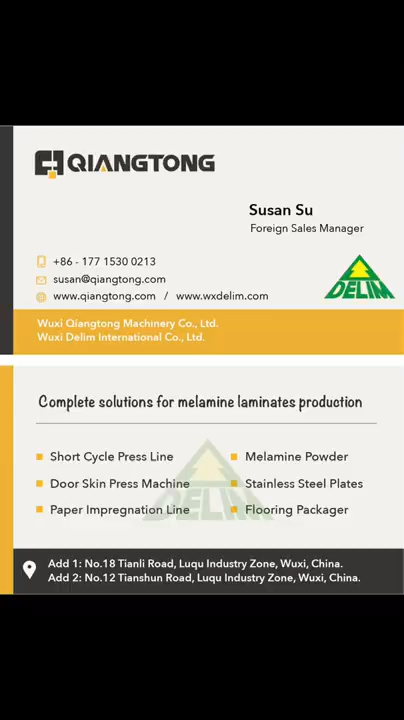 QIANGTONG
Susan Su
Foreign Sales Manager
+86 - 177 1530 0213
susan@qiangtong.com
www.qiangtong.com / www.wxdelim.com
DELIM
Wuxi Qiangtong Machinery Co., Ltd.
Wuxi Delim International Co., Ltd.
Complete solutions for melamine laminates production
Short Cycle Press Line
Melamine Powder
Door Skin Press Machine
Stainless Steel Plates
Paper Impregnation Line
Flooring Packager
DELIM
Add 1: No.18 Tianli Road, Luqu Industry Zone, Wuxi, China.
Add 2: No.12 Tianshun Road, Luqu Industry Zone, Wuxi, China.